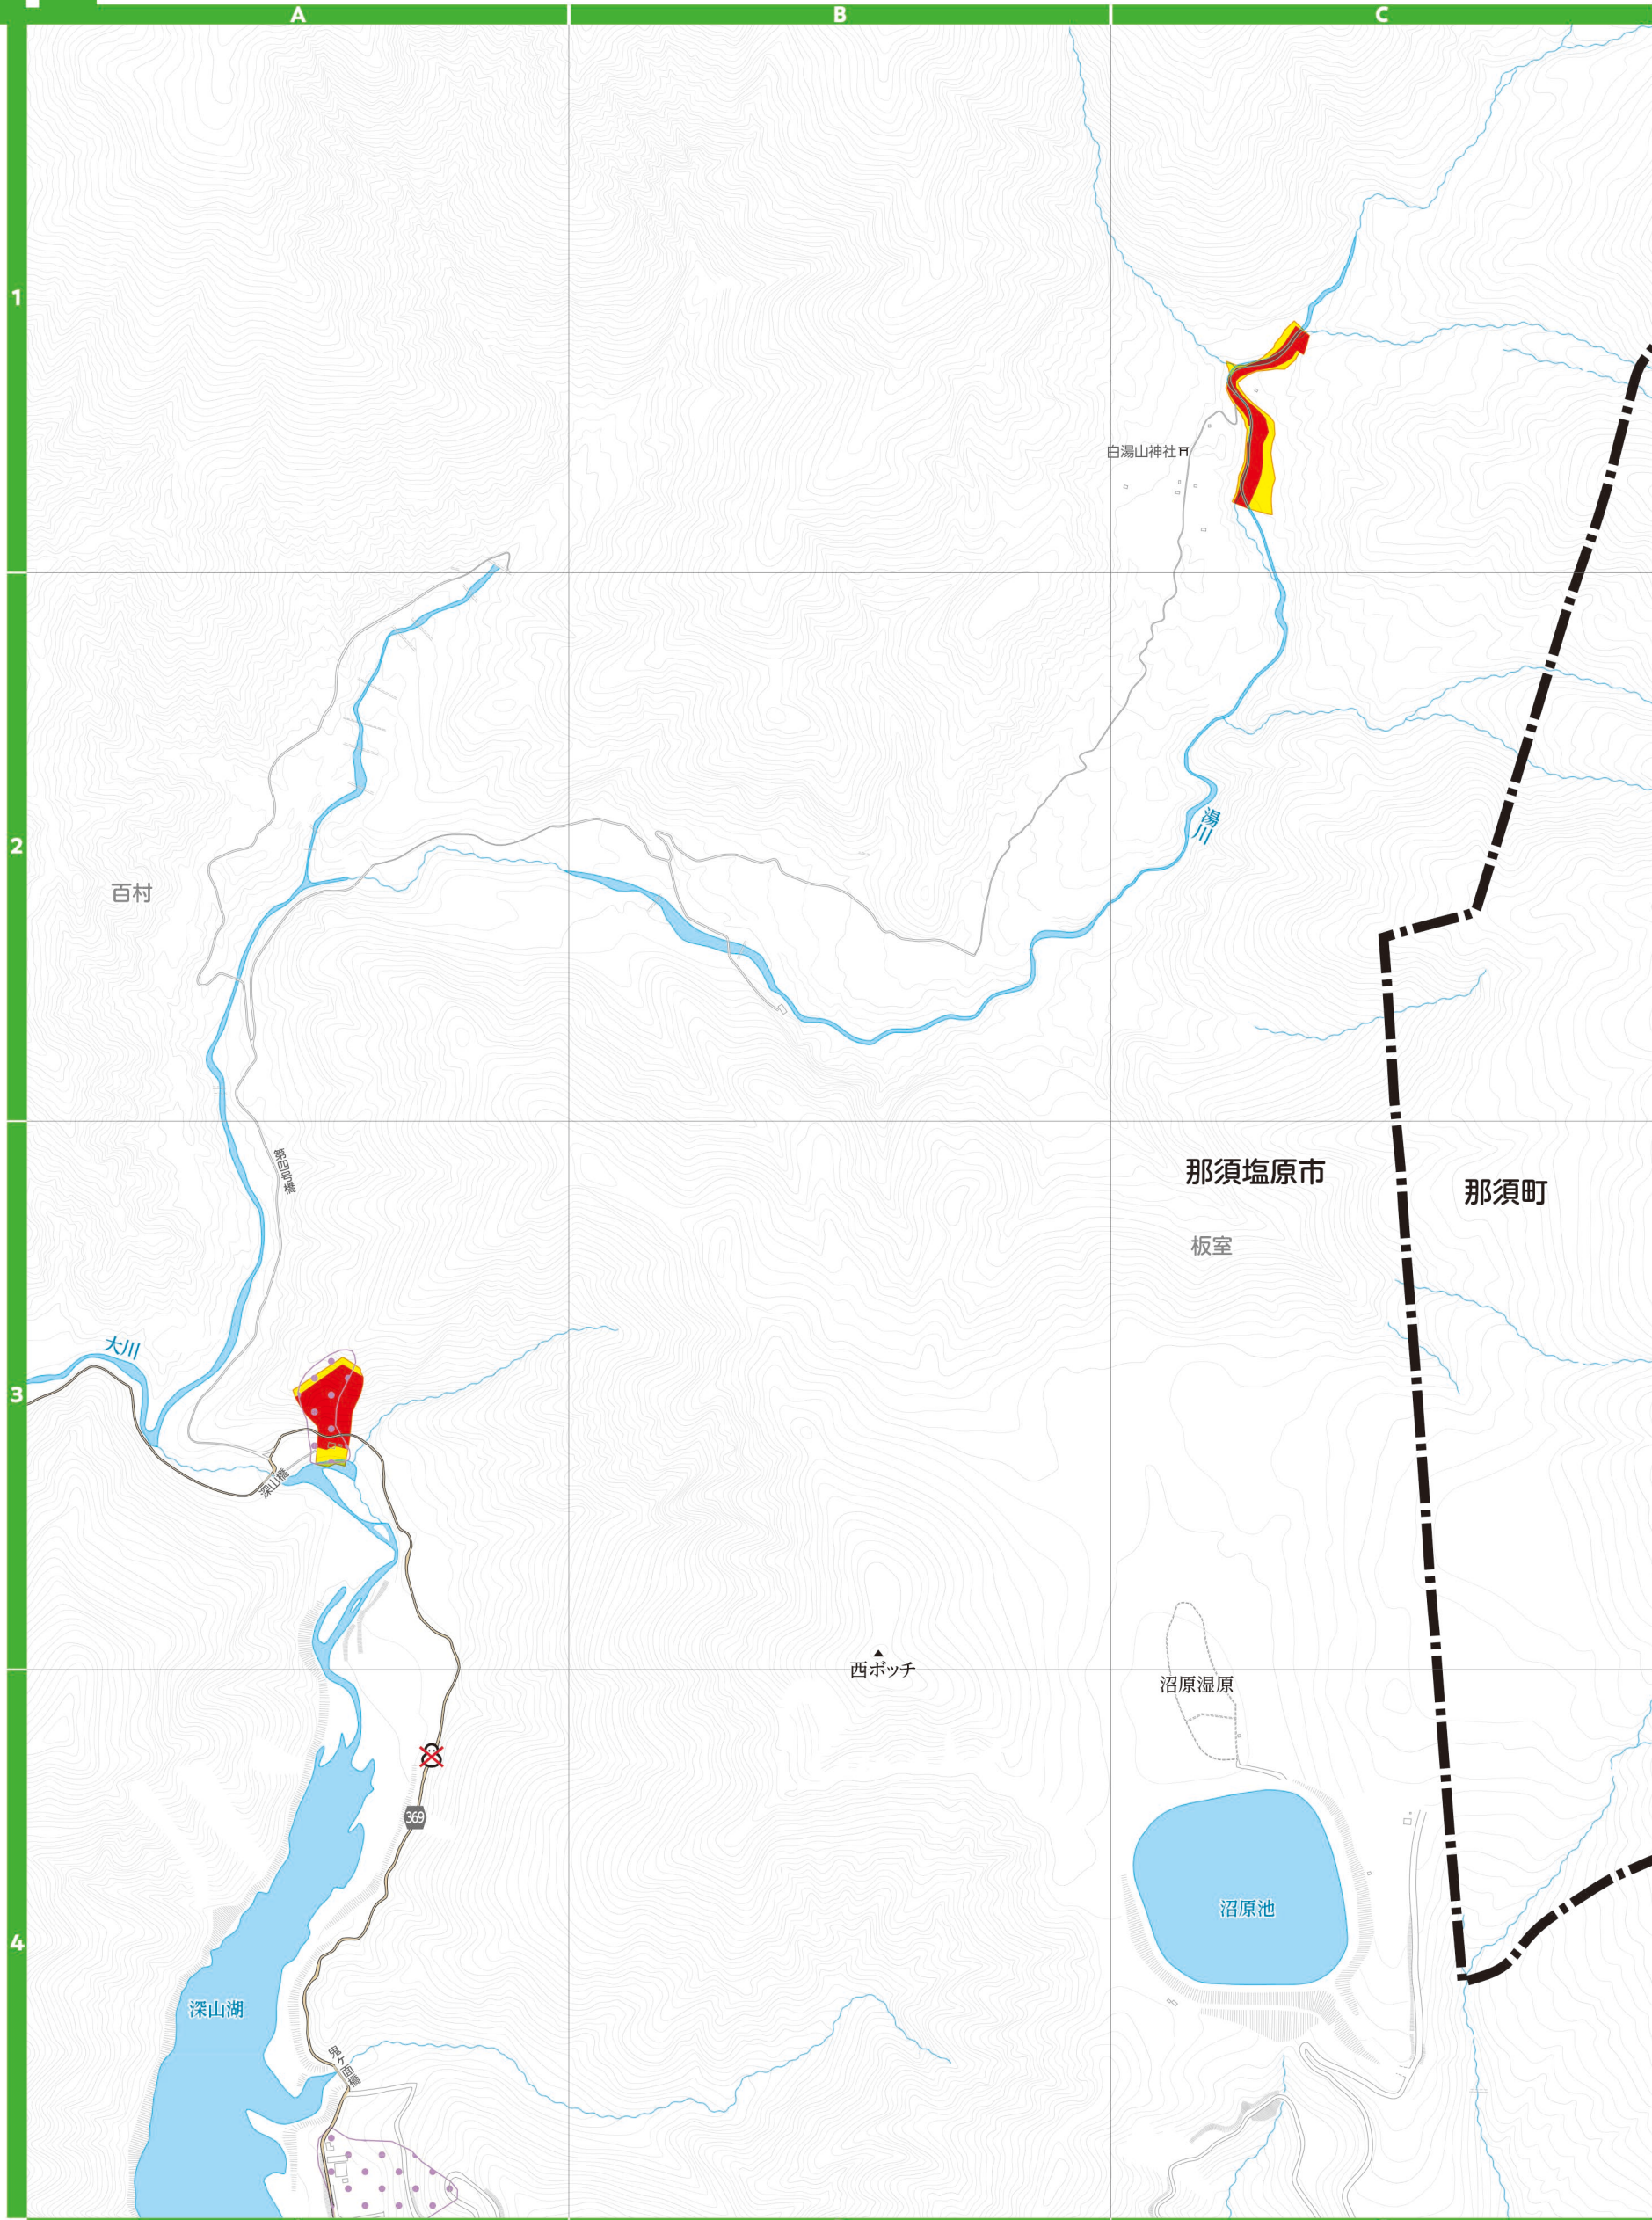 A
B
C
1
白湯山神社
湯川
2
百村
第四号橋
那須塩原市
那須町
板室
大川
3
深山橋
西ボッチ
沼原湿原
369
沼原池
4
深山湖
鬼ヶ面橋